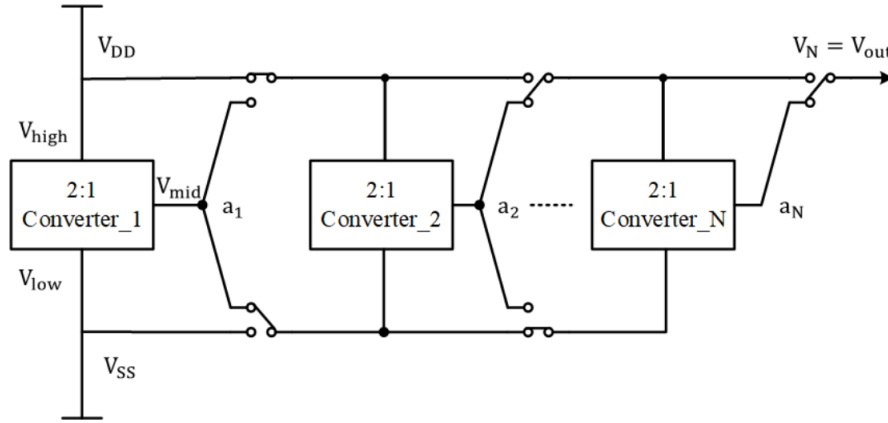 V_DD
V_N = V_out
V_high
2:1
Converter_1
V_mid
a_1
2:1
Converter_2
a_2
2:1
Converter_N
a_N
V_low
V_SS